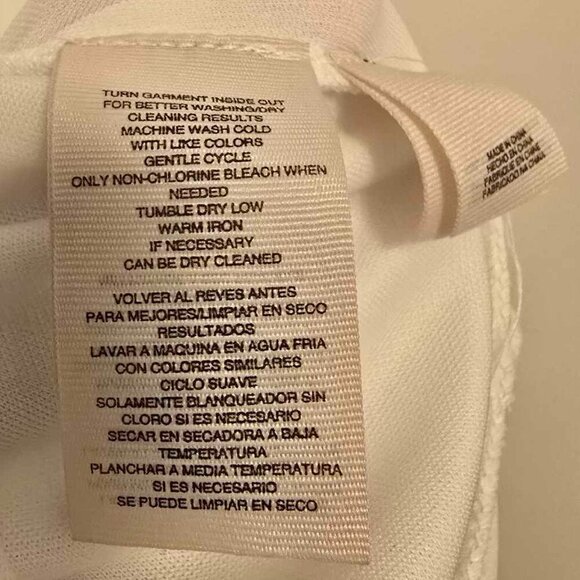 TURN GARMENT INSIDE OUT
FOR BETTER WASHING/DRY
CLEANING RESULTS
MACHINE WASH COLD
WITH LIKE COLORS
GENTLE CYCLE
ONLY NON-CHLORINE BLEACH WHEN
NEEDED
TUMBLE DRY LOW
WARM IRON
IF NECESSARY
CAN BE DRY CLEANED
VOLVER AL REYES ANTES
PARA MEJORES/LIMPIAR EN SECO
RESULTADOS
LAVAR A MAQUINA EN AGUA FRIA
CON COLORES SIMILARES
CICLO SUAVE
SOLAMENTE BLANQUEADOR SIN
CLORO SI ES NECESARIO
SECAR EN SECADORA A BAJA
TEMPERATURA
PLANCHAR A MEDIA TEMPERATURA
SI ES NECESARIO
SE PUEDE LIMPIAR EN SECO
MADE IN CHINA
HECHO EN CHINA
FABRIQUE EN CHINE
FABRICADO NA CHINA